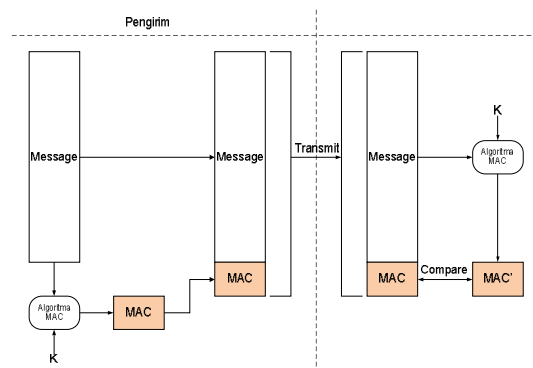 Pengirim
Message
Message
Transmit
Message
K
Algoritma
MAC
MAC
MAC
Compare
MAC'
Algoritma
MAC
MAC
K